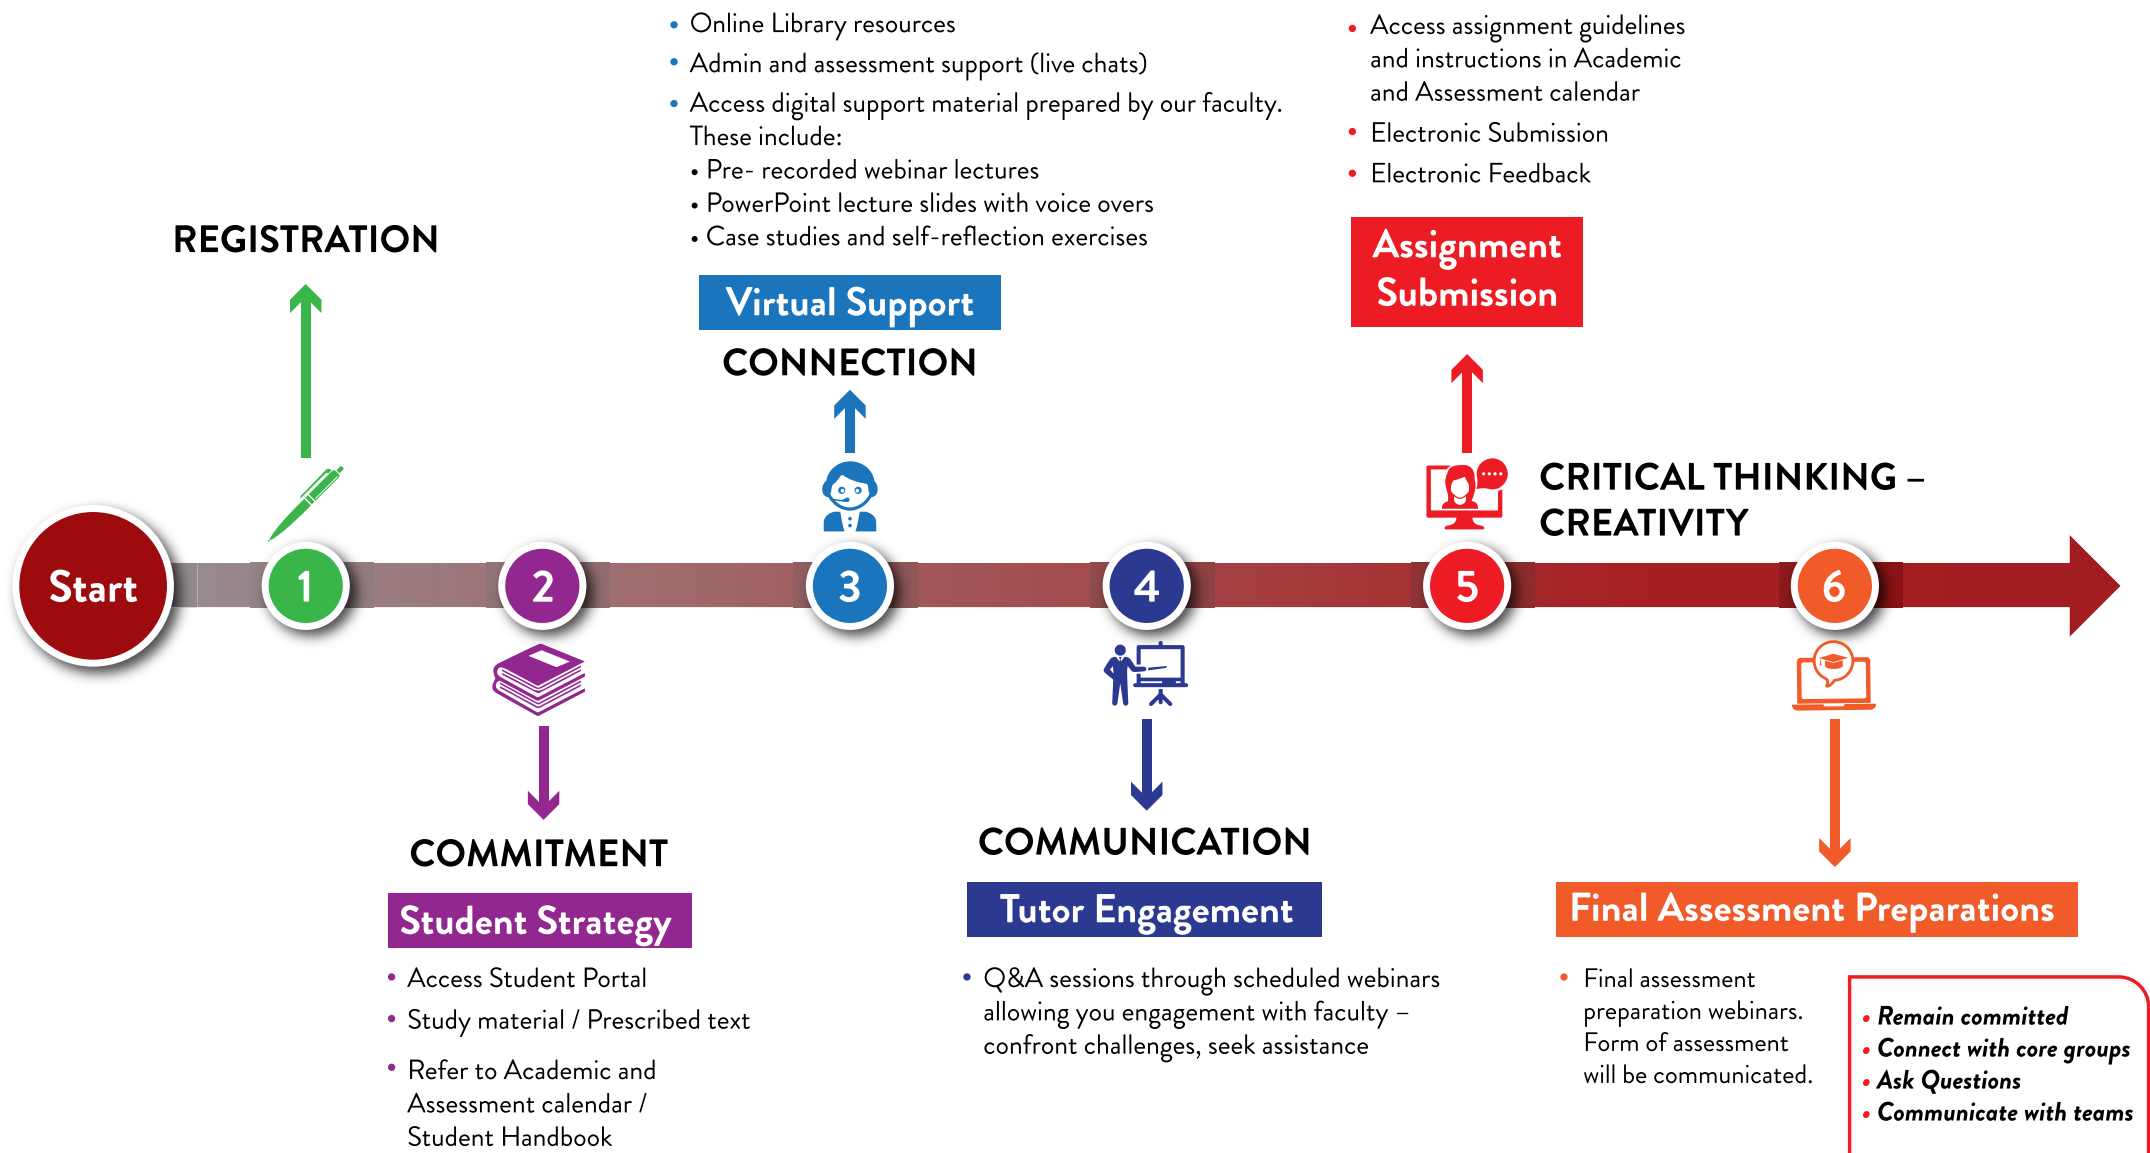 REGISTRATION
• Online Library resources
• Admin and assessment support (live chats)
• Access digital support material prepared by our faculty.
These include:
• Pre- recorded webinar lectures
• PowerPoint lecture slides with voice overs
• Case studies and self-reflection exercises
Virtual Support
CONNECTION
• Access assignment guidelines
and instructions in Academic
and Assessment calendar
• Electronic Submission
• Electronic Feedback
Assignment
Submission
CRITICAL THINKING –
CREATIVITY
Start
1
2
3
4
5
6
COMMITMENT
Student Strategy
• Access Student Portal
• Study material / Prescribed text
• Refer to Academic and
Assessment calendar /
Student Handbook
COMMUNICATION
Tutor Engagement
• Q&A sessions through scheduled webinars
allowing you engagement with faculty –
confront challenges, seek assistance
Final Assessment Preparations
• Final assessment
preparation webinars.
Form of assessment
will be communicated.
• Remain committed
• Connect with core groups
• Ask Questions
• Communicate with teams